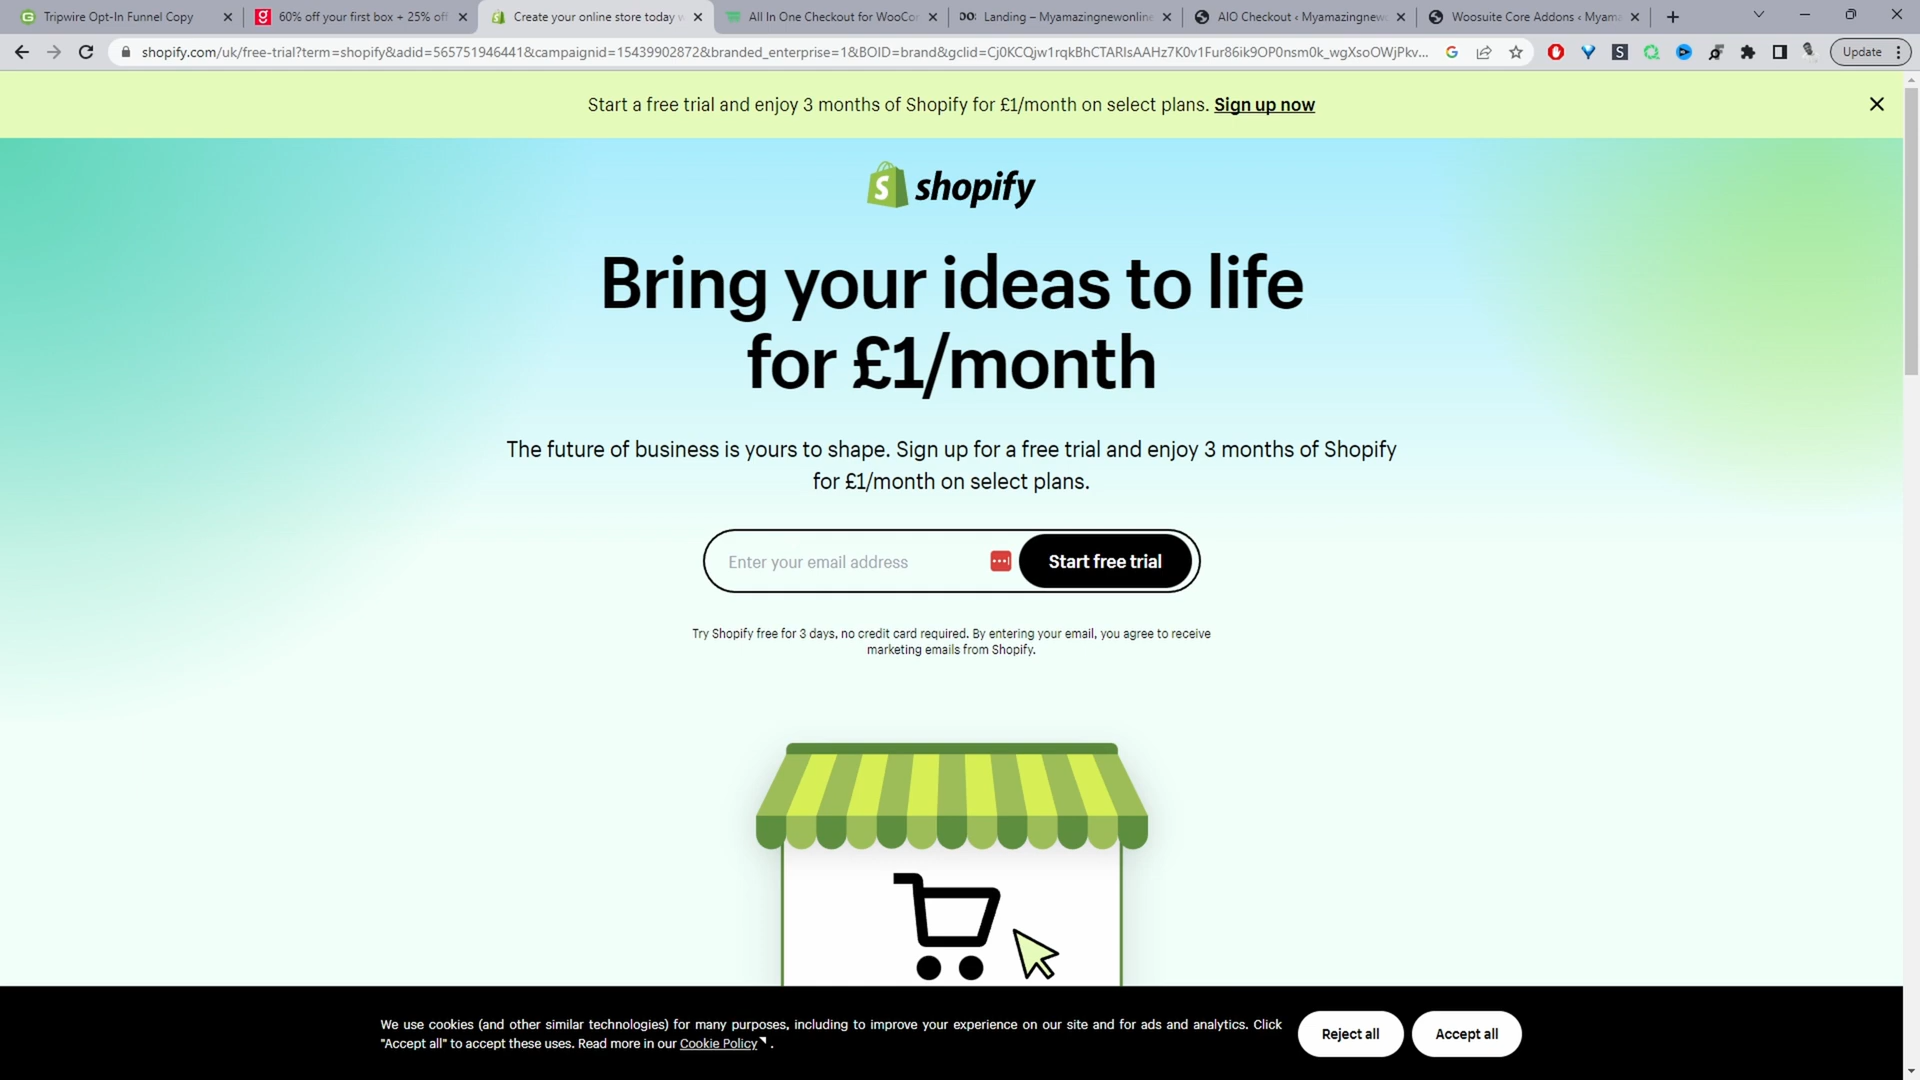 Tripwire Opt-In Funnel Copy
60% off your first box + 25% off
Create your online store today w
All In One Checkout for WooCor
Landing – Myamazingnewonline
AIO Checkout ‹ Myamazingnew
Woosuite Core Addons ‹ Myama
shopify.com/uk/free-trial?term=shopify&adid=565751946441&campaignid=15439902872&branded_enterprise=1&BOID=brand&gclid=Cj0KCQjw1rqkBhCTARIsAAHz7K0v1Fur86ik9OP0nsm0k_wgXsoOWJPkv...
Update
Start a free trial and enjoy 3 months of Shopify for £1/month on select plans. Sign up now
shopify
Bring your ideas to life
for £1/month
The future of business is yours to shape. Sign up for a free trial and enjoy 3 months of Shopify
for £1/month on select plans.
Enter your email address
Start free trial
Try Shopify free for 3 days, no credit card required. By entering your email, you agree to receive
marketing emails from Shopify.
We use cookies (and other similar technologies) for many purposes, including to improve your experience on our site and for ads and analytics. Click
"Accept all" to accept these uses. Read more in our Cookie Policy .
Reject all
Accept all